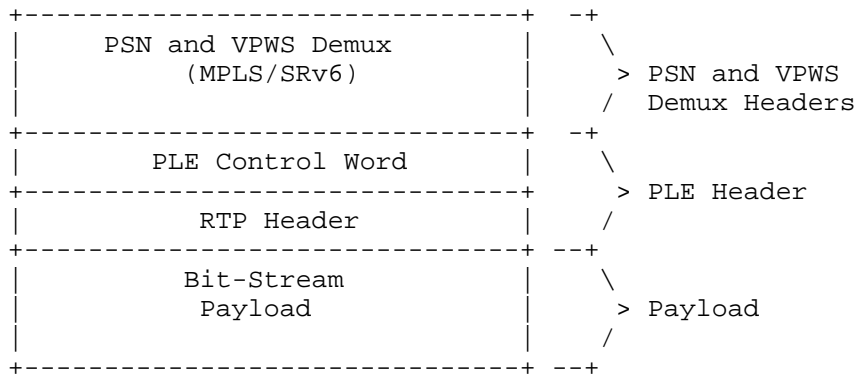 PSN and VPWS Demux
(MPLS/SRv6) > PSN and VPWS
Demux Headers
PLE Control Word
> PLE Header
RTP Header
Bit-Stream
Payload > Payload